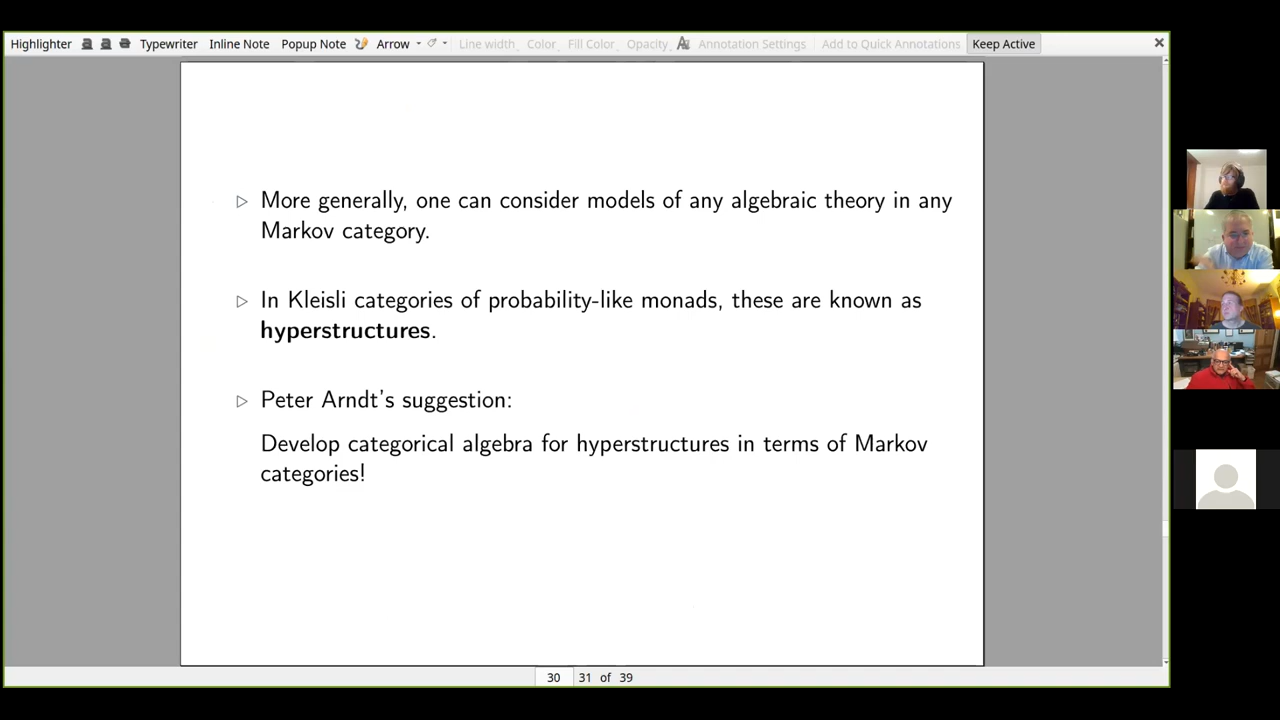 Highlighter Typewriter Inline Note Popup Note Arrow Line width Color Fill Color Opacity Annotation Settings Add to Quick Annotations Keep Active
▷ More generally, one can consider models of any algebraic theory in any
Markov category.
▷ In Kleisli categories of probability-like monads, these are known as
hyperstructures.
▷ Peter Arndt's suggestion:
Develop categorical algebra for hyperstructures in terms of Markov
categories!
30 31 of 39